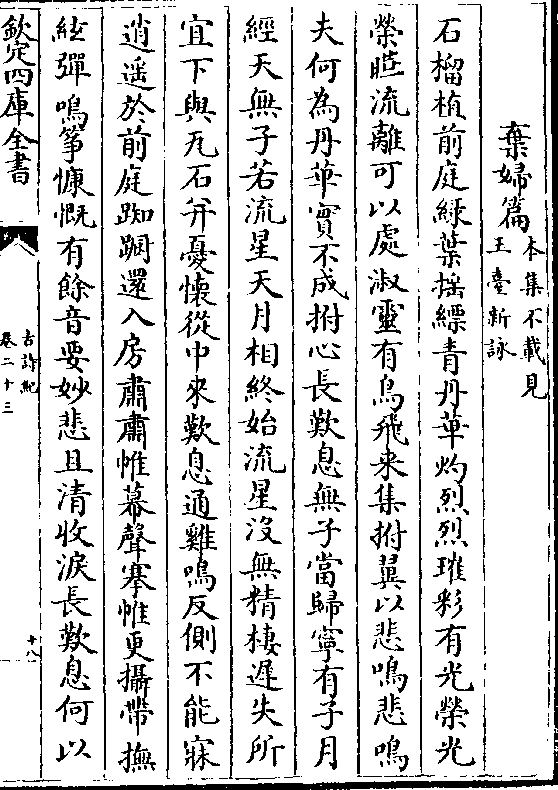 棄婦篇
本集不載見
玉臺新詠
石榴植前庭緑葉揺縹青丹華灼烈烈璀彩有光榮光
榮曄流離可以處淑靈有鳥飛来集拊翼以悲鳴悲鳴
夫何為丹華實不成拊心長歎息無子當歸寧有子月
經天無子若流星天月相終始流星没無精棲遲失所
宜下與瓦石并憂懐從中来歎息通雞鳴反側不能寐
逍遥於前庭踟蹰還入房肅肅帷幕聲搴帷更攝帶撫
絃彈鳴筝慷慨有餘音要妙悲且清收淚長歎息何以
欽定四庫全書
古詩紀
卷二十三
十八